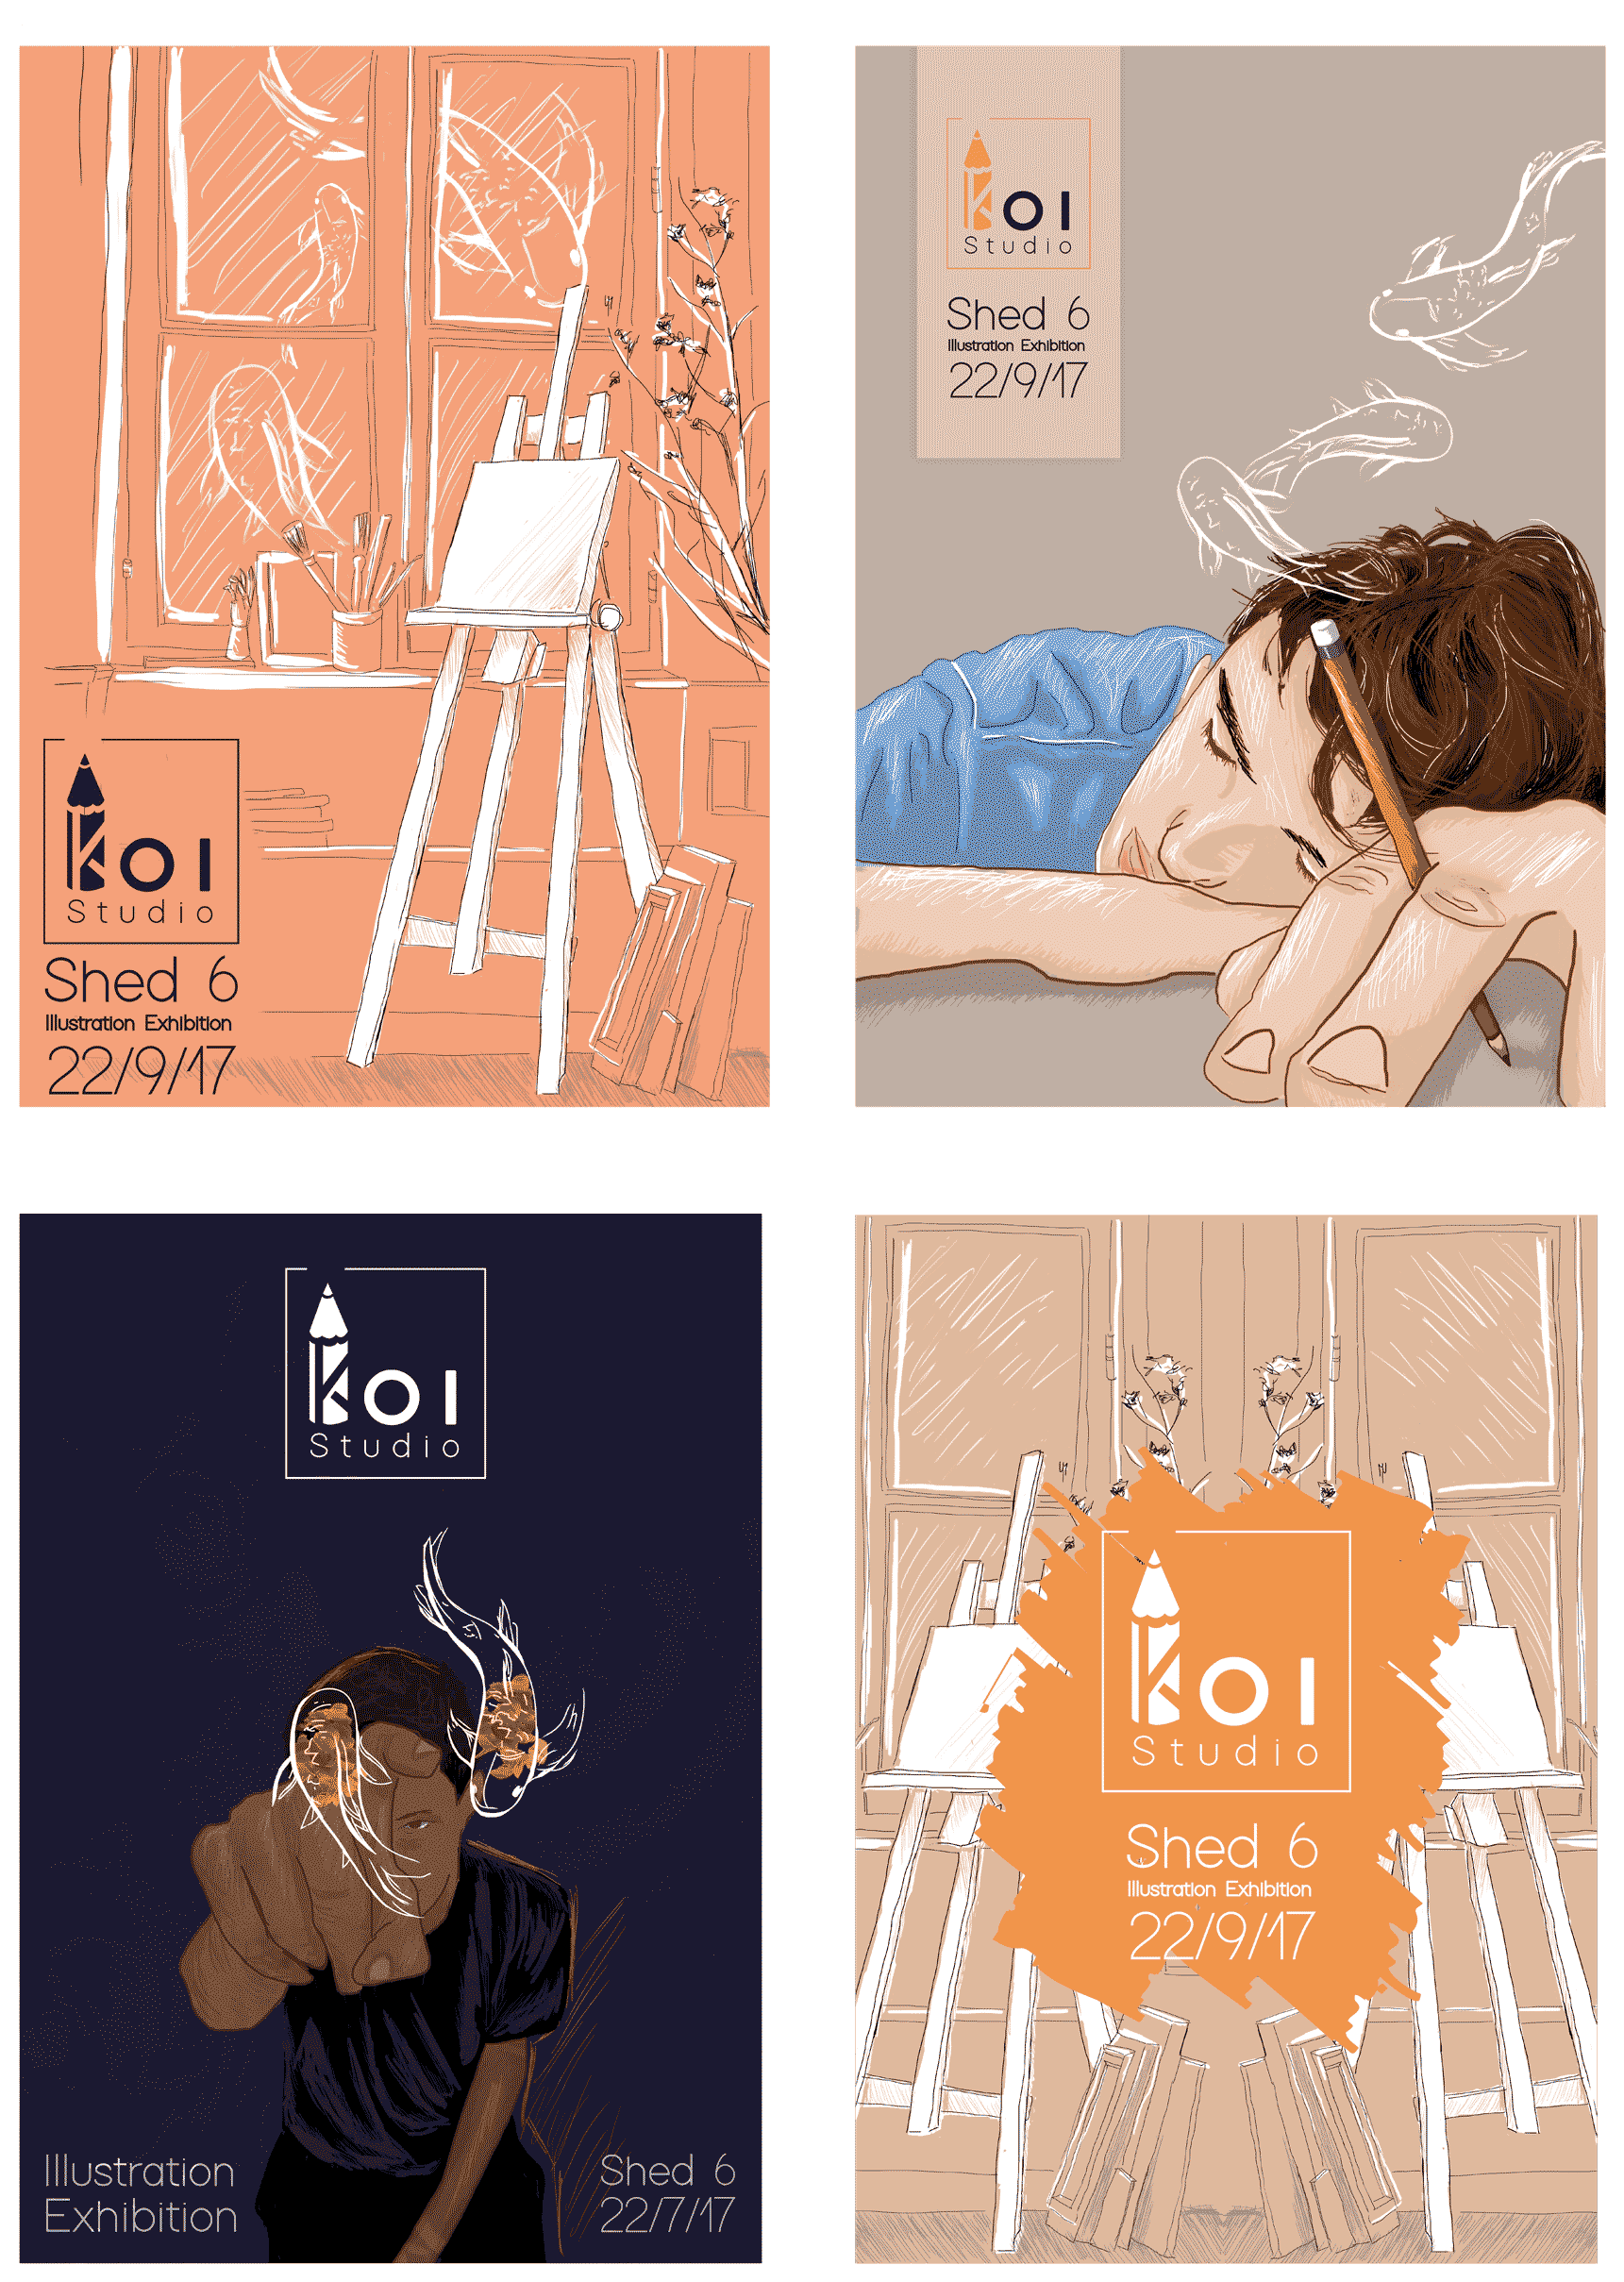 Koi
Studio
Shed 6
Illustration Exhibition
22/9/17
Koi
Studio
Shed 6
Illustration Exhibition
22/9/17
Koi
Studio
Illustration
Exhibition
Shed 6
22/7/17
Koi
Studio
Shed 6
Illustration Exhibition
22/9/17